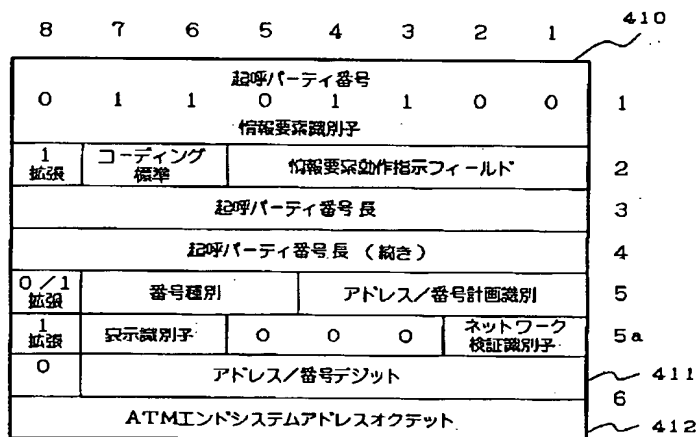 8 7 6 5 4 3 2 1
410
起呼パーティ番号
0 1 1 0 1 1 0 0
1
情報要素識別子
1
拡張
コーディング
標準
情報要素動作指示フィールド
2
起呼パーティ番号長
3
起呼パーティ番号長（続き）
4
0/1
拡張
番号種別
アドレス/番号計画識別
5
1
拡張
表示識別子
0 0 0
ネットワーク
検証識別子
5a
0
アドレス/番号デジット
411
6
ATMエンドシステムアドレスオクテット
412